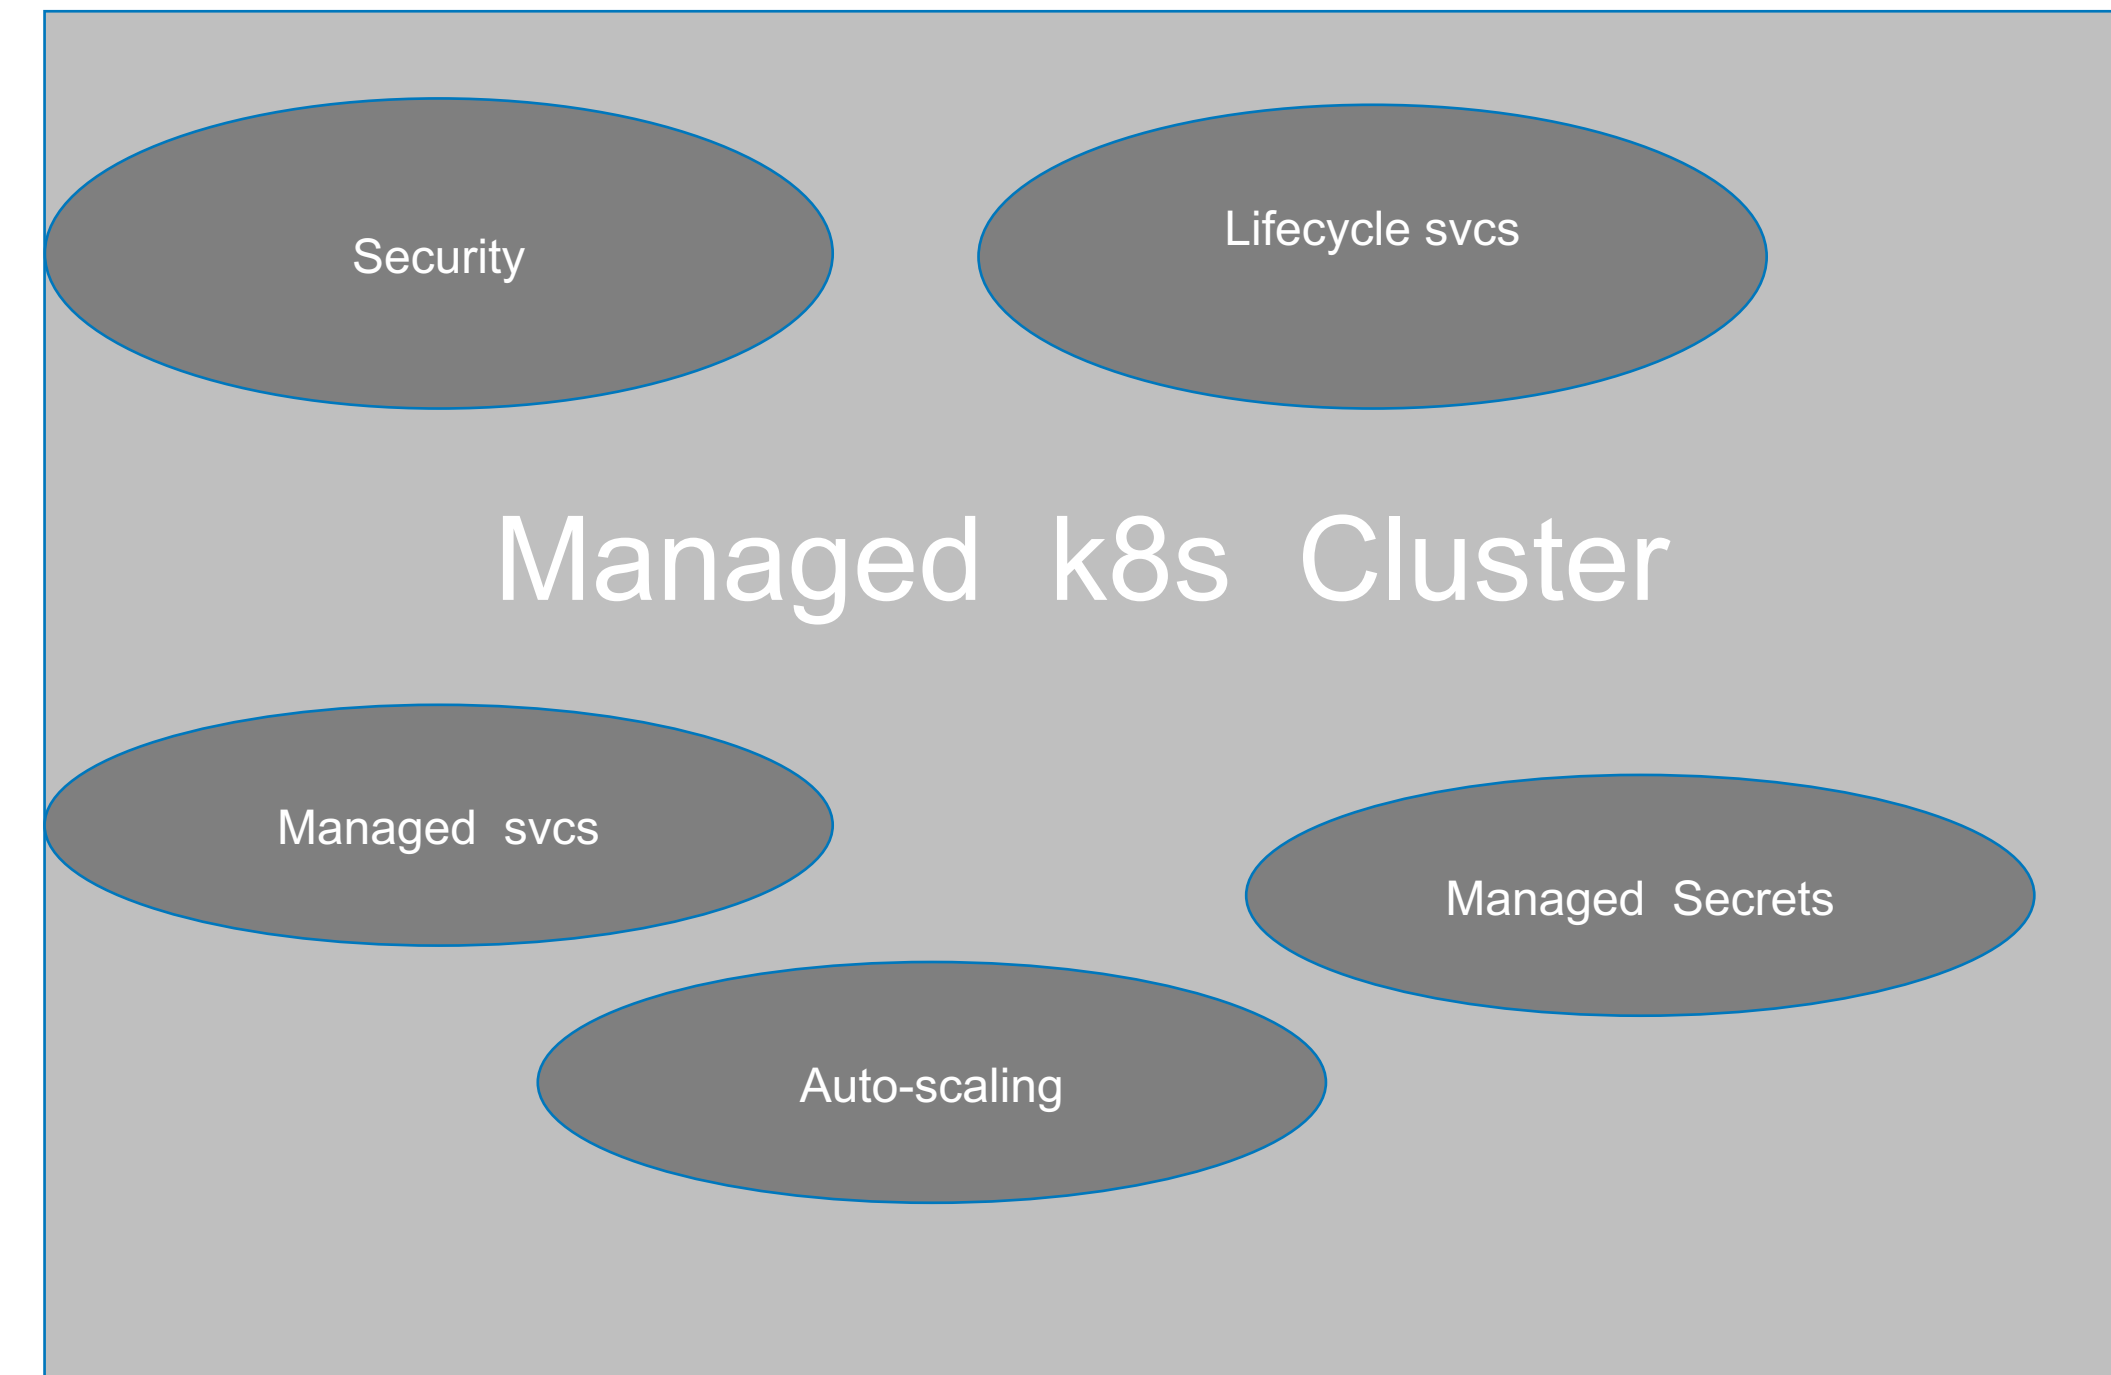 Security
Lifecycle svcs
Managed k8s Cluster
Managed svcs
Managed Secrets
Auto-scaling